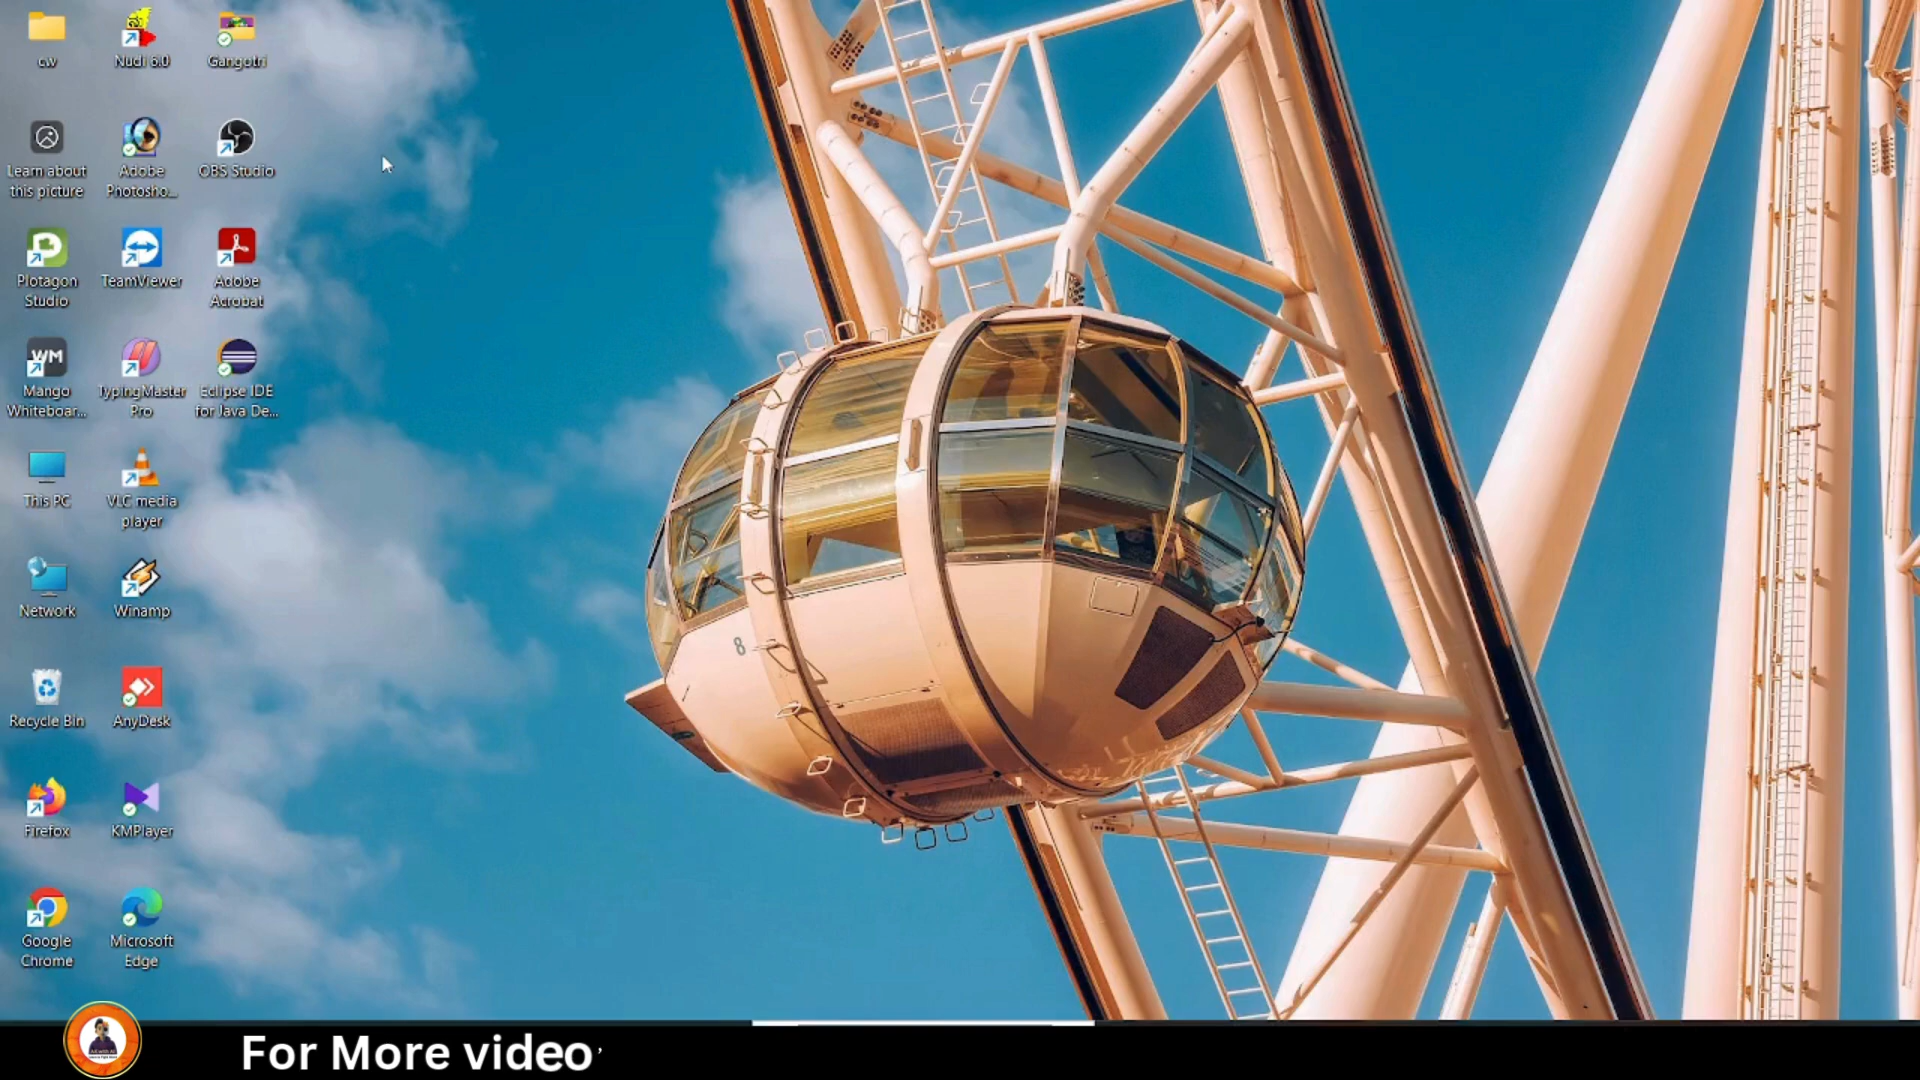 cw
Nudi 6.0
Gangotri
Learn about
this picture
Adobe
Photosho...
OBS Studio
Plotagon
Studio
TeamViewer
Adobe
Acrobat
WM
Mango
Whiteboar...
TypingMaster
Pro
Eclipse IDE
for Java De...
This PC
VLC media
player
Network
Winamp
Recycle Bin
AnyDesk
Firefox
KMPlayer
Google
Chrome
Microsoft
Edge
8
For More video